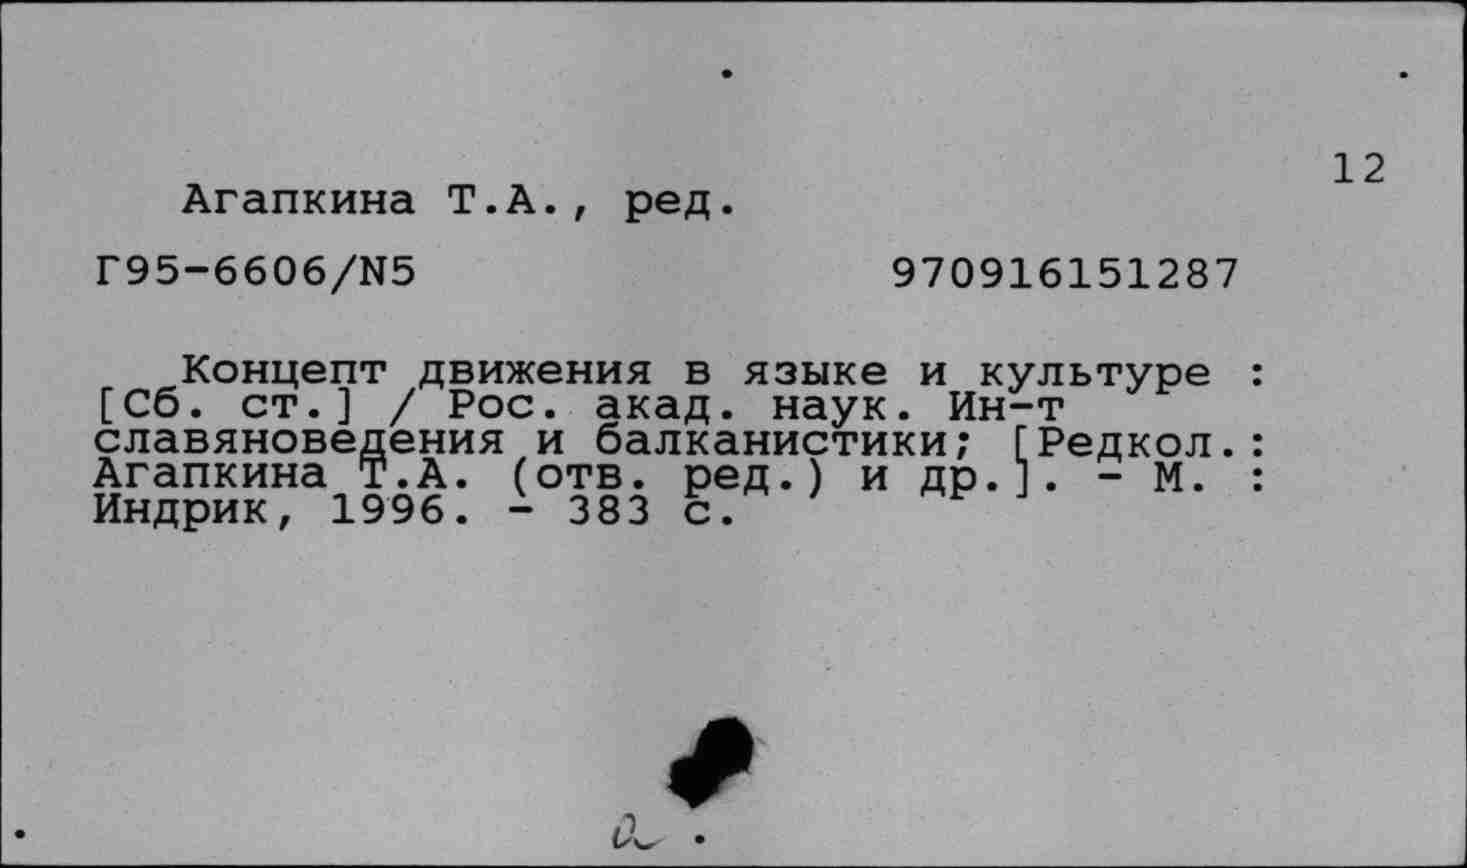 12
Агапкина Т.А., ред.
Г95-6606/N5 970916151287
Концепт движения в языке и культуре :
[Сб. ст.] / Рос. акад. наук. Ин-т
славяноведения и балканистики; [Редкол.:
Агапкина Т.А. (отв. ред.) и др.]. - М. :
Индрик, 1996. - 383 с.